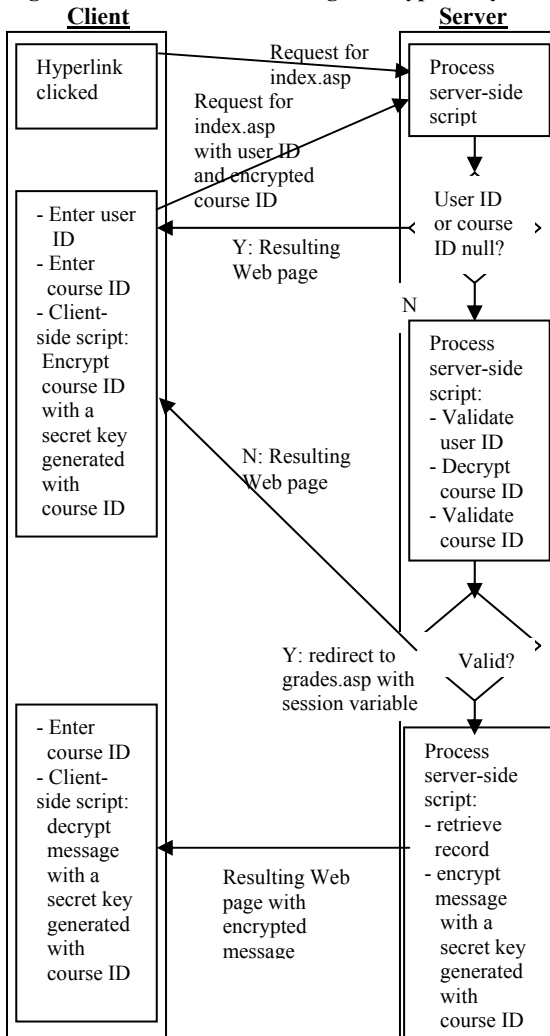 Client
Server
Hyperlink
clicked
Request for
index.asp
Process
server-side
script
Request for
index.asp
with user ID
and encrypted
course ID
User ID
or course
ID null?
- Enter user
ID
- Enter
course ID
- Client-
side script:
Encrypt
course ID
with a
secret key
generated
with
course ID
Y: Resulting
Web page
N
Process
server-side
script:
- Validate
user ID
- Decrypt
course ID
- Validate
course ID
N: Resulting
Web page
Valid?
Y: redirect to
grades.asp with
session variable
- Enter
course ID
- Client-
side script:
decrypt
message
with a
secret key
generated
with
course ID
Process
server-side
script:
- retrieve
record
- encrypt
message
with a
secret key
generated
with
course ID
Resulting Web
page with
encrypted
message